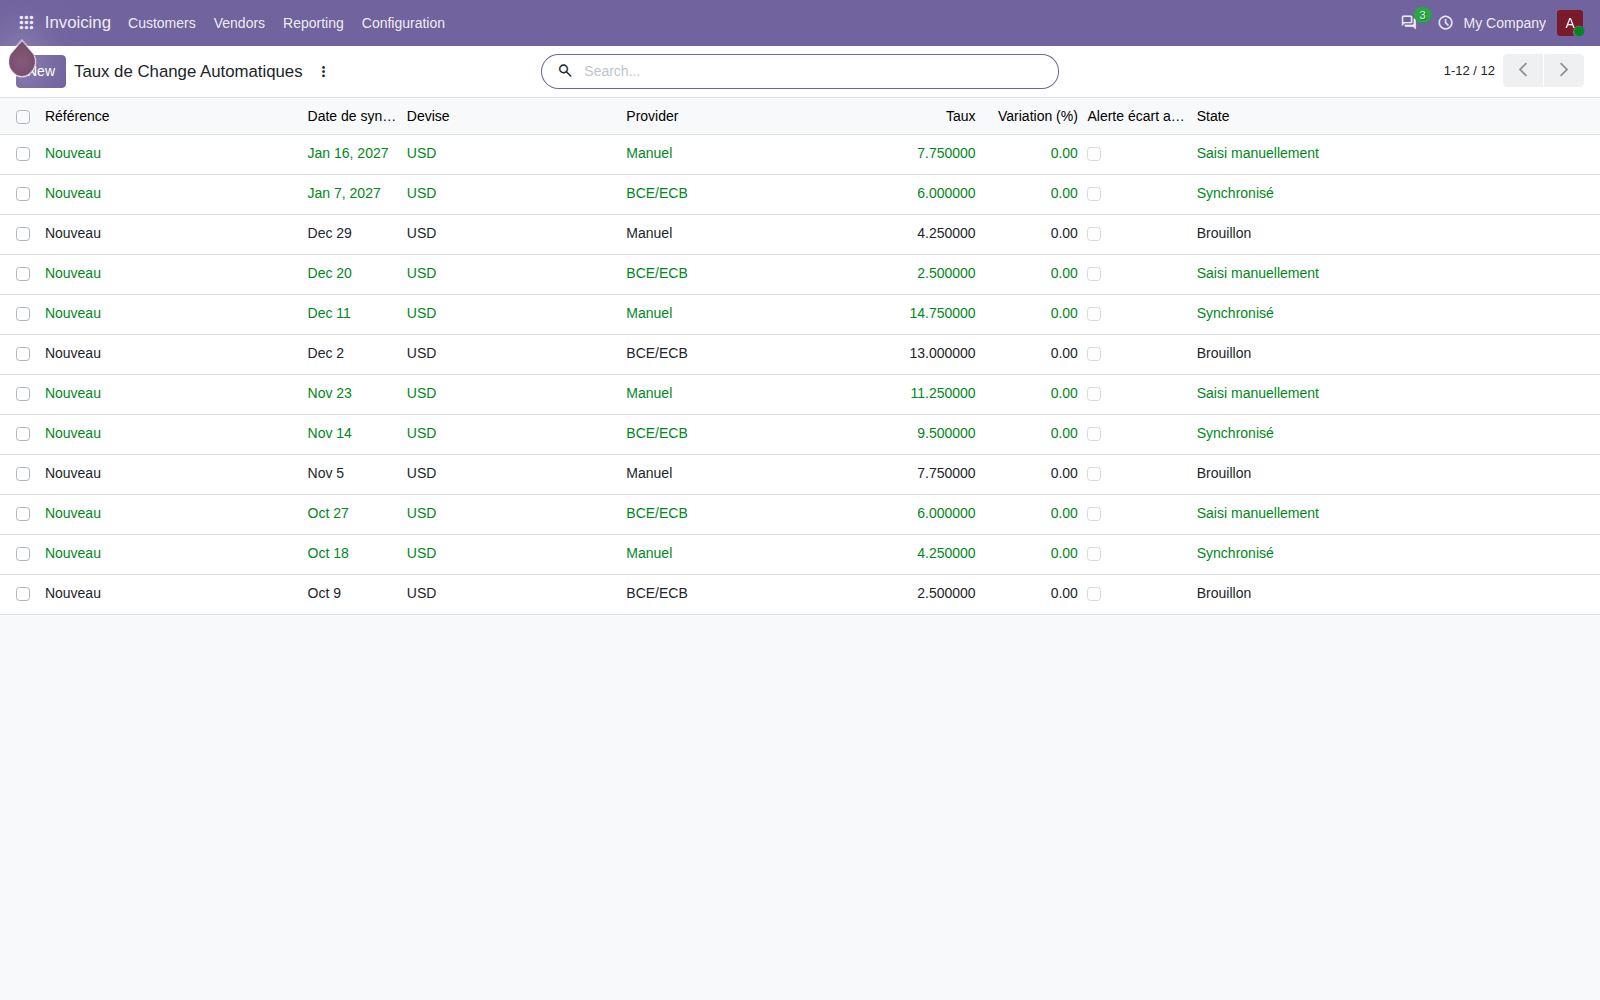 Invoicing Customers Vendors Reporting Configuration 3 My Company A
New Taux de Change Automatiques Search... 1-12 / 12
Référence Date de syn... Devise Provider Taux Variation (%) Alerte écart a... State
Nouveau Jan 16, 2027 USD Manuel 7.750000 0.00 Saisi manuellement
Nouveau Jan 7, 2027 USD BCE/ECB 6.000000 0.00 Synchronisé
Nouveau Dec 29 USD Manuel 4.250000 0.00 Brouillon
Nouveau Dec 20 USD BCE/ECB 2.500000 0.00 Saisi manuellement
Nouveau Dec 11 USD Manuel 14.750000 0.00 Synchronisé
Nouveau Dec 2 USD BCE/ECB 13.000000 0.00 Brouillon
Nouveau Nov 23 USD Manuel 11.250000 0.00 Saisi manuellement
Nouveau Nov 14 USD BCE/ECB 9.500000 0.00 Synchronisé
Nouveau Nov 5 USD Manuel 7.750000 0.00 Brouillon
Nouveau Oct 27 USD BCE/ECB 6.000000 0.00 Saisi manuellement
Nouveau Oct 18 USD Manuel 4.250000 0.00 Synchronisé
Nouveau Oct 9 USD BCE/ECB 2.500000 0.00 Brouillon